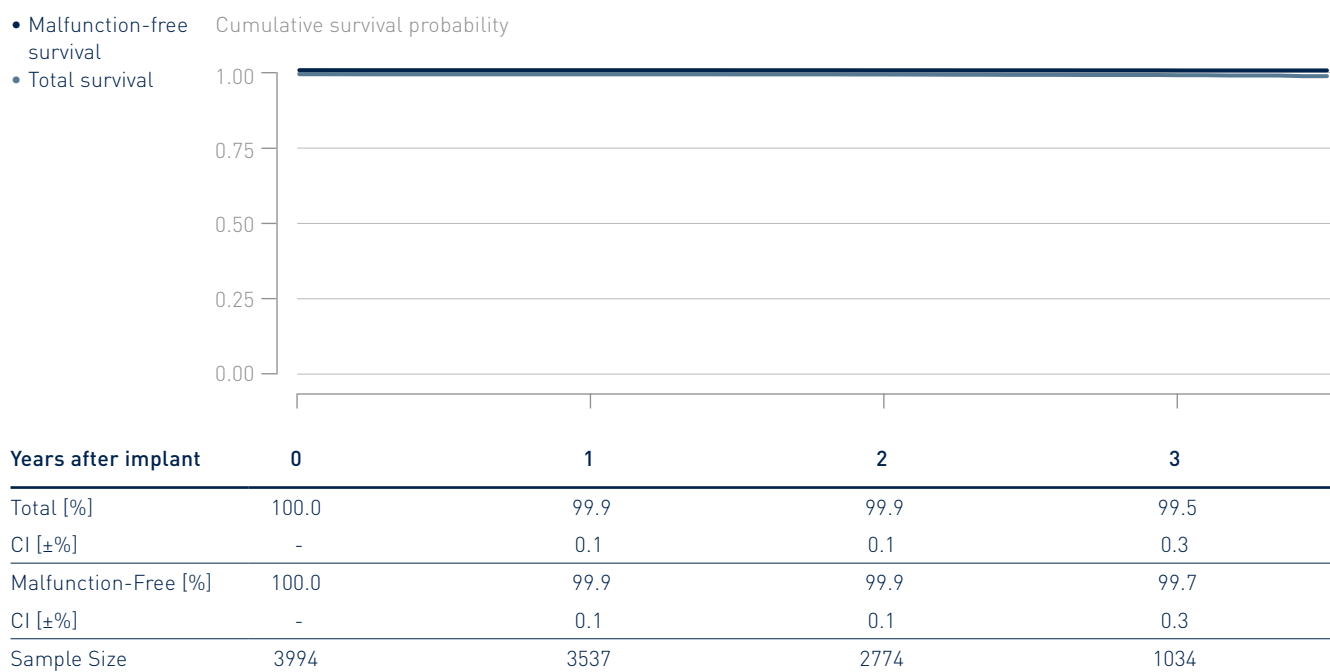 • Malfunction-free survival
• Total survival
Cumulative survival probability
1.00
0.75
0.50
0.25
0.00
Years after implant 0 1 2 3
Total [%] 100.0 99.9 99.9 99.5
CI [±%] - 0.1 0.1 0.3
Malfunction-Free [%] 100.0 99.9 99.9 99.7
CI [±%] - 0.1 0.1 0.3
Sample Size 3994 3537 2774 1034